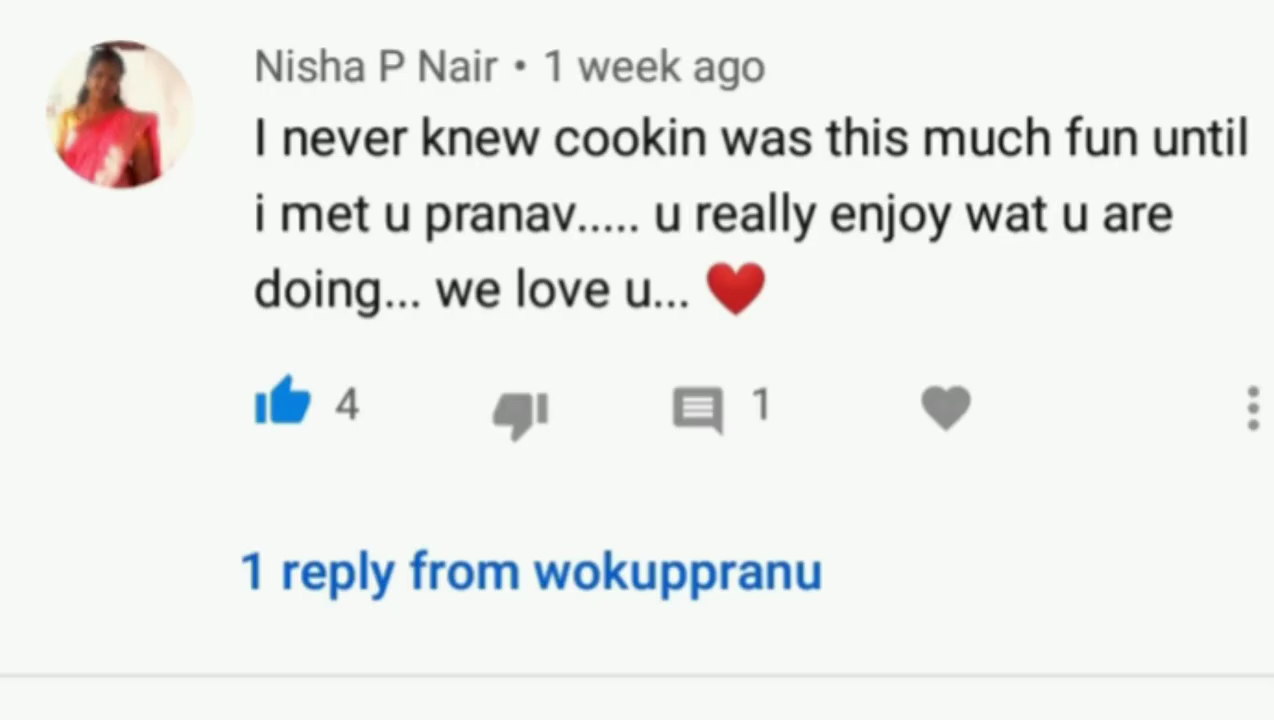 Nisha P Nair • 1 week ago
I never knew cookin was this much fun until
i met u pranav..... u really enjoy wat u are
doing... we love u... ❤️
4
1
1 reply from wokuppranu